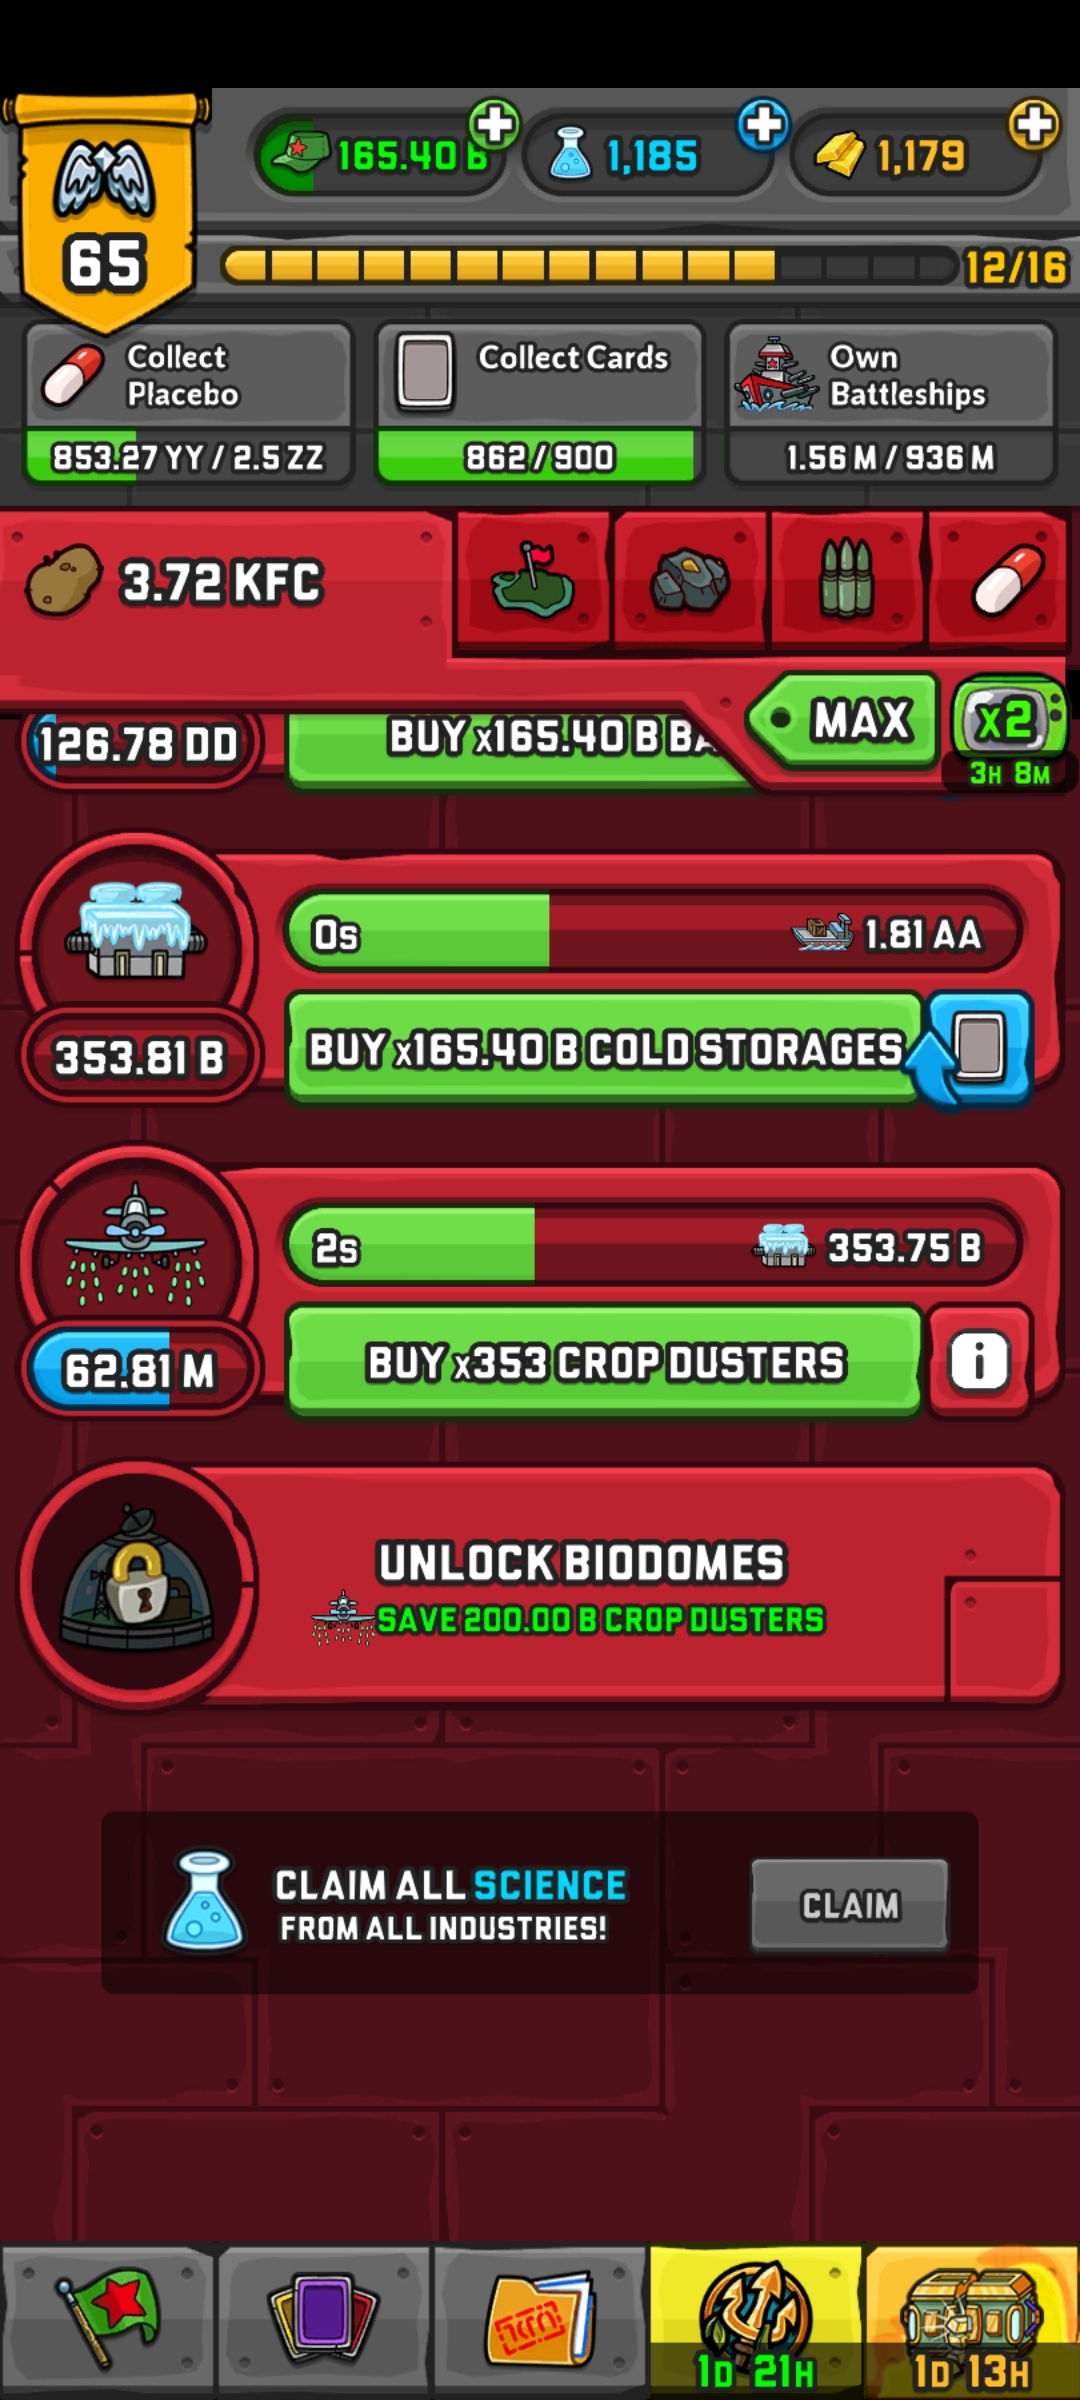 165.40 B
1,185
1,179
65
12/16
Collect
Placebo
853.27 YY / 2.5 ZZ
Collect Cards
862/900
Own
Battleships
1.56 M / 936 M
3.72 KFC
MAX
x2
3H 8M
126.78 DD
BUY x165.40 B BA
0s
1.81 AA
353.81 B
BUY x165.40 B COLD STORAGES
2s
353.75 B
62.81 M
BUY x353 CROP DUSTERS
i
UNLOCK BIODOMES
SAVE 200.00 B CROP DUSTERS
CLAIM ALL SCIENCE
FROM ALL INDUSTRIES!
CLAIM
1D 21H
1D 13H